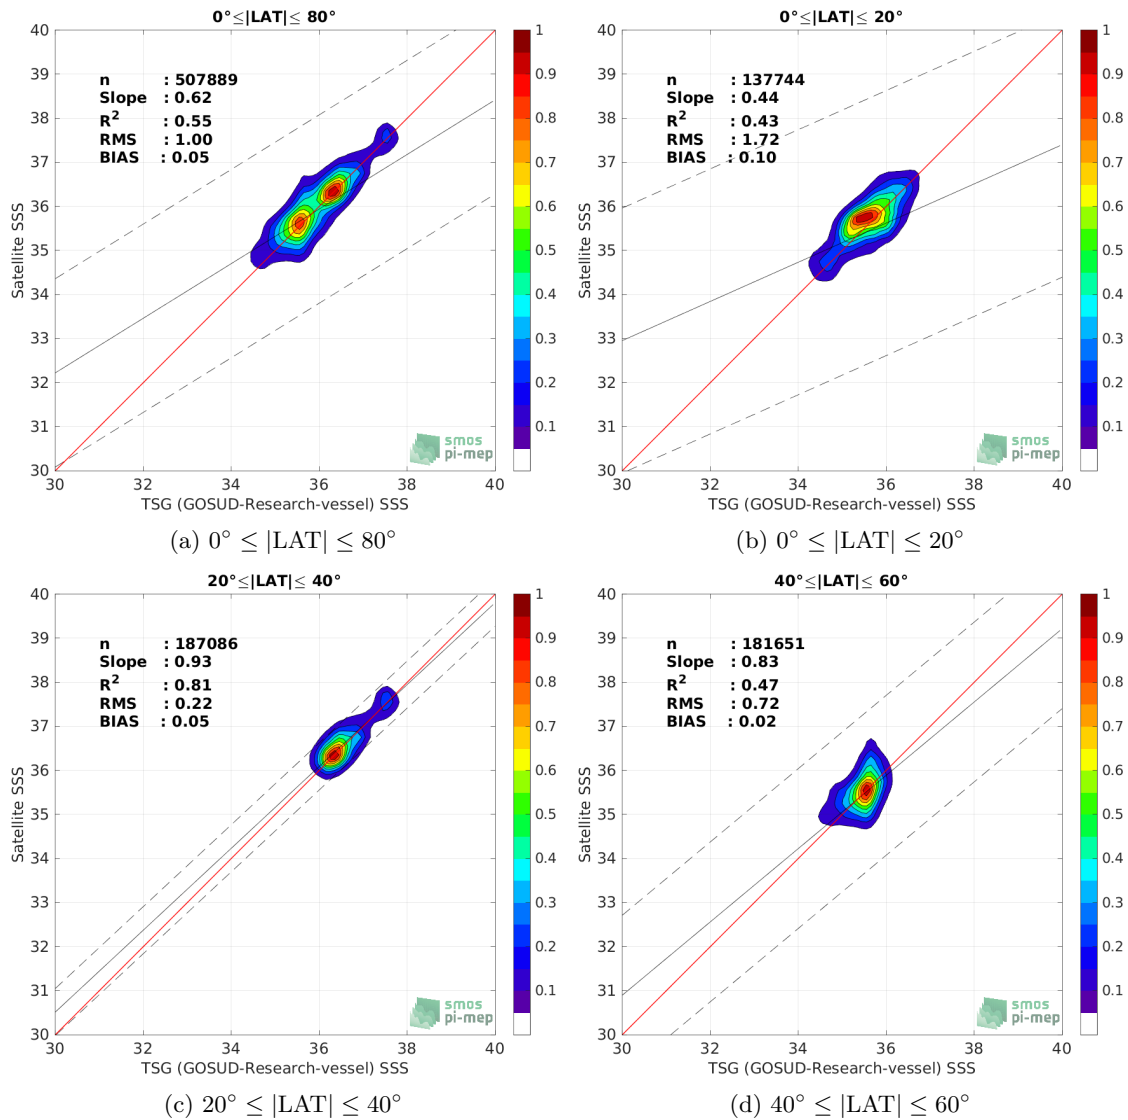 0°≤|LAT|≤ 80°
40
39
38
37
36
35
34
33
32
31
30
Satellite SSS
n : 507889
Slope : 0.62
R² : 0.55
RMS : 1.00
BIAS : 0.05
smos
pi-mep
30 32 34 36 38 40
TSG (GOSUD-Research-vessel) SSS
1
0.9
0.8
0.7
0.6
0.5
0.4
0.3
0.2
0.1
(a) 0° ≤ |LAT| ≤ 80°
0°≤|LAT|≤ 20°
40
39
38
37
36
35
34
33
32
31
30
Satellite SSS
n : 137744
Slope : 0.44
R² : 0.43
RMS : 1.72
BIAS : 0.10
smos
pi-mep
30 32 34 36 38 40
TSG (GOSUD-Research-vessel) SSS
1
0.9
0.8
0.7
0.6
0.5
0.4
0.3
0.2
0.1
(b) 0° ≤ |LAT| ≤ 20°
20°≤|LAT|≤ 40°
40
39
38
37
36
35
34
33
32
31
30
Satellite SSS
n : 187086
Slope : 0.93
R² : 0.81
RMS : 0.22
BIAS : 0.05
smos
pi-mep
30 32 34 36 38 40
TSG (GOSUD-Research-vessel) SSS
1
0.9
0.8
0.7
0.6
0.5
0.4
0.3
0.2
0.1
(c) 20° ≤ |LAT| ≤ 40°
40°≤|LAT|≤ 60°
40
39
38
37
36
35
34
33
32
31
30
Satellite SSS
n : 181651
Slope : 0.83
R² : 0.47
RMS : 0.72
BIAS : 0.02
smos
pi-mep
30 32 34 36 38 40
TSG (GOSUD-Research-vessel) SSS
1
0.9
0.8
0.7
0.6
0.5
0.4
0.3
0.2
0.1
(d) 40° ≤ |LAT| ≤ 60°